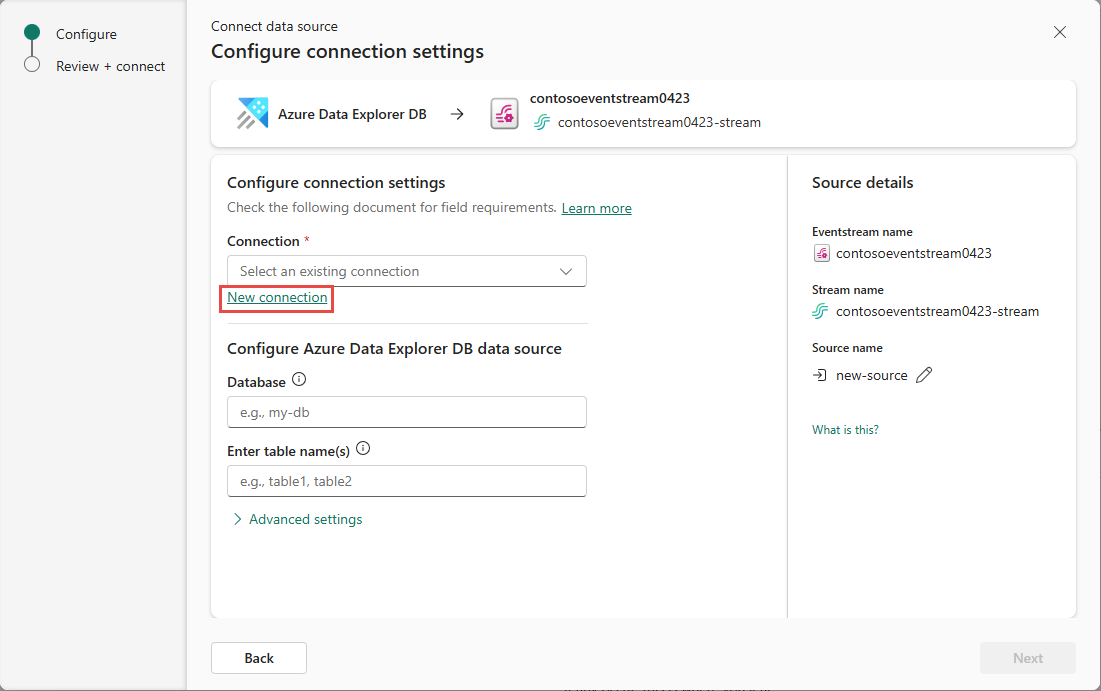 Configure
Review + connect
Connect data source
Configure connection settings
Azure Data Explorer DB
contosoeventstream0423
contosoeventstream0423-stream
Configure connection settings
Check the following document for field requirements. Learn more
Connection *
Select an existing connection
New connection
Configure Azure Data Explorer DB data source
Database
e.g., my-db
Enter table name(s)
e.g., table1, table2
Advanced settings
Source details
Eventstream name
contosoeventstream0423
Stream name
contosoeventstream0423-stream
Source name
new-source
What is this?
Back
Next